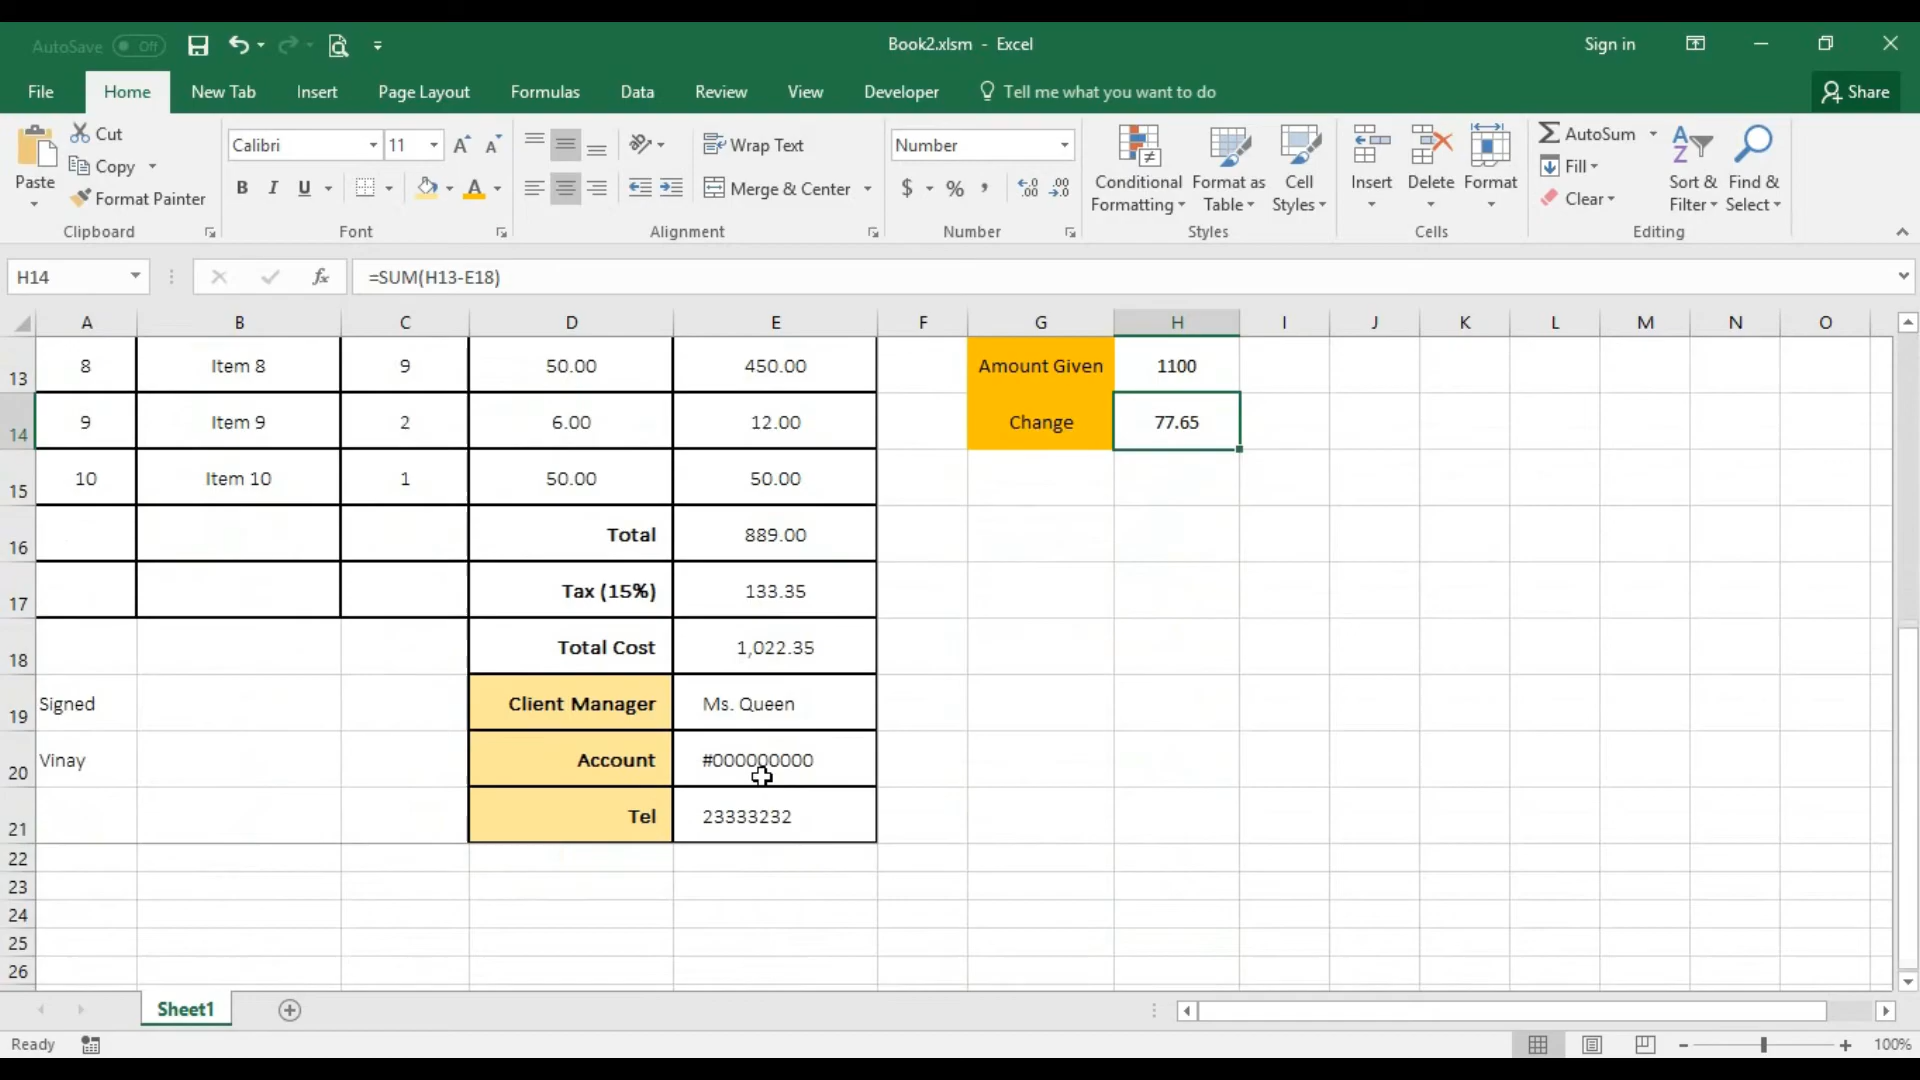 AutoSave Off Book2.xlsm - Excel Sign in
File Home New Tab Insert Page Layout Formulas Data Review View Developer Tell me what you want to do Share
Paste Cut Copy Format Painter Clipboard
Calibri 11 B I U A Font
Wrap Text Merge & Center Alignment
Number $ % , Number
Conditional Formatting Format as Table Cell Styles Styles
Insert Delete Format Cells
AutoSum Fill Clear Sort & Filter Find & Select Editing
H14 fx =SUM(H13-E18)
A B C D E F G H I J K L M N O
13 8 Item 8 9 50.00 450.00 Amount Given 1100
14 9 Item 9 2 6.00 12.00 Change 77.65
15 10 Item 10 1 50.00 50.00
16 Total 889.00
17 Tax (15%) 133.35
18 Total Cost 1,022.35
19 Signed Client Manager Ms. Queen
20 Vinay Account #000000000
21 Tel 23333232
22
23
24
25
26
Sheet1
Ready 100%